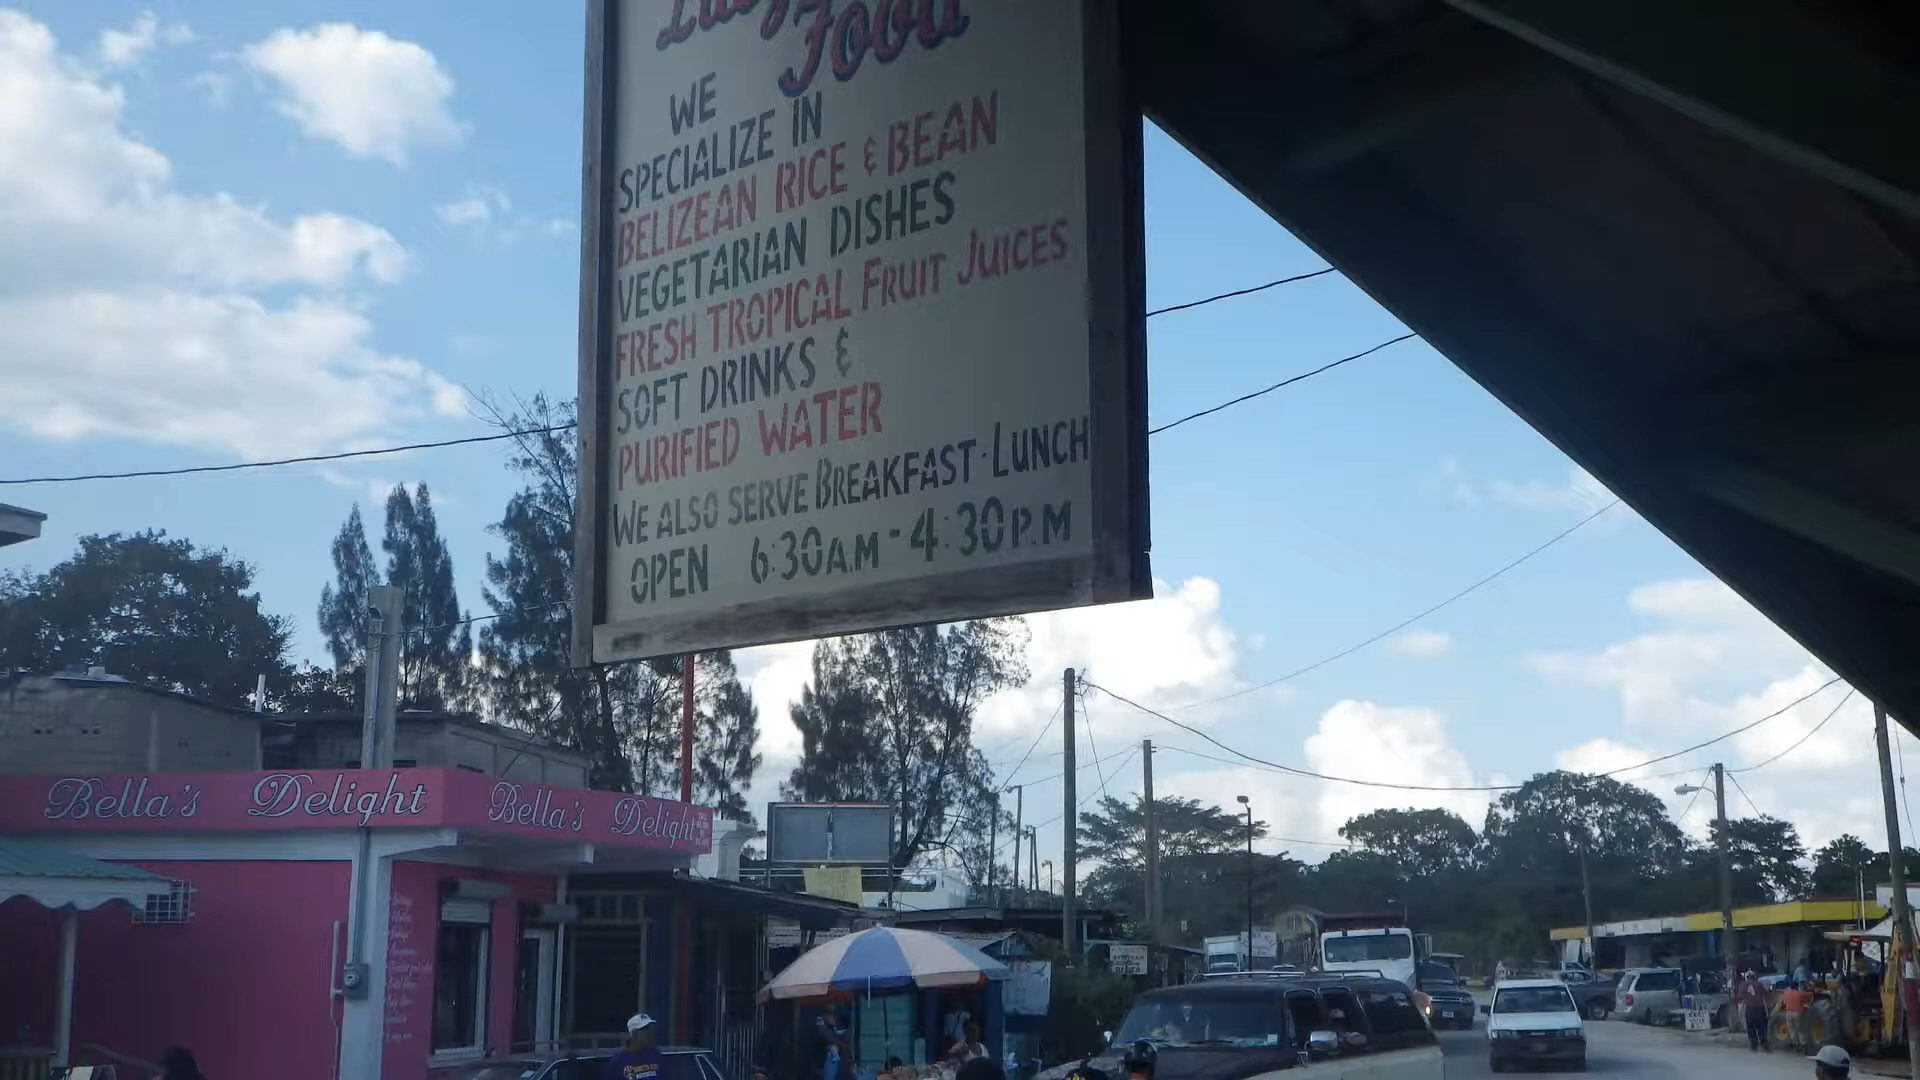 Food
WE
SPECIALIZE IN
BELIZEAN RICE & BEAN
VEGETARIAN DISHES
FRESH TROPICAL FRUIT JUICES
SOFT DRINKS &
PURIFIED WATER
WE ALSO SERVE BREAKFAST·LUNCH
OPEN 6:30A.M - 4:30P.M
Bella's Delight
Bella's Delight